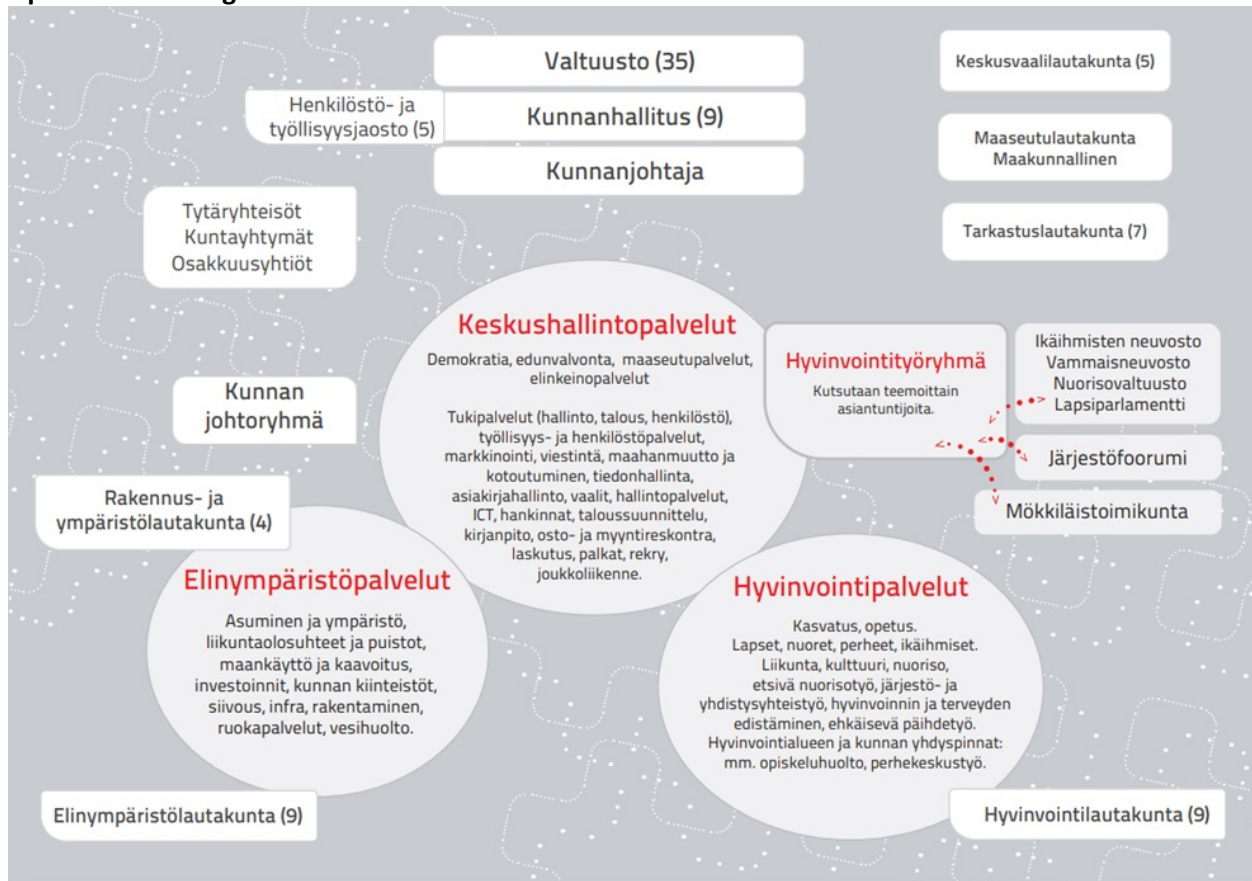 Valtuusto (35)
Henkilöstö- ja
työllisyysjaosto (5)
Kunnanhallitus (9)
Kunnanjohtaja
Keskusvaalilautakunta (5)
Maaseutulautakunta
Maakunnallinen
Tarkastuslautakunta (7)
Tytäryhteisöt
Kuntayhtymät
Osakkuusyhtiöt
Kunnan
johtoryhmä
Keskushallintopalvelut
Demokratia, edunvalvonta, maaseutupalvelut,
elinkeinopalvelut
Tukipalvelut (hallinto, talous, henkilöstö),
työllisyys- ja henkilöstöpalvelut,
markkinointi, viestintä, maahanmuutto ja
kotoutuminen, tiedonhallinta,
asiakirjahallinto, vaalit, hallintopalvelut,
ICT, hankinnat, taloussuunnittelu,
kirjanpito, osto- ja myyntireskontra,
laskutus, palkat, rekry,
joukkoliikenne.
Hyvinvointityöryhmä
Kutsutaan teemoittain
asiantuntijoita.
Ikäihmisten neuvosto
Vammaisneuvosto
Nuorisovaltuusto
Lapsiparlamentti
Järjestöfoorumi
Mökkiläistoimikunta
Rakennus- ja
ympäristölautakunta (4)
Elinympäristöpalvelut
Asuminen ja ympäristö,
liikuntaolosuhteet ja puistot,
maankäyttö ja kaavoitus,
investoinnit, kunnan kiinteistöt,
siivous, infra, rakentaminen,
ruokapalvelut, vesihuolto.
Elinympäristölautakunta (9)
Hyvinvointipalvelut
Kasvatus, opetus.
Lapset, nuoret, perheet, ikäihmiset.
Liikunta, kulttuuri, nuoriso,
etsivä nuorisotyö, järjestö- ja
yhdistysyhteistyö, hyvinvoinnin ja terveyden
edistäminen, ehkäisevä päihdetyö.
Hyvinvointialueen ja kunnan yhdyspinnat:
mm. opiskeluhuolto, perhekeskustyö.
Hyvinvointilautakunta (9)